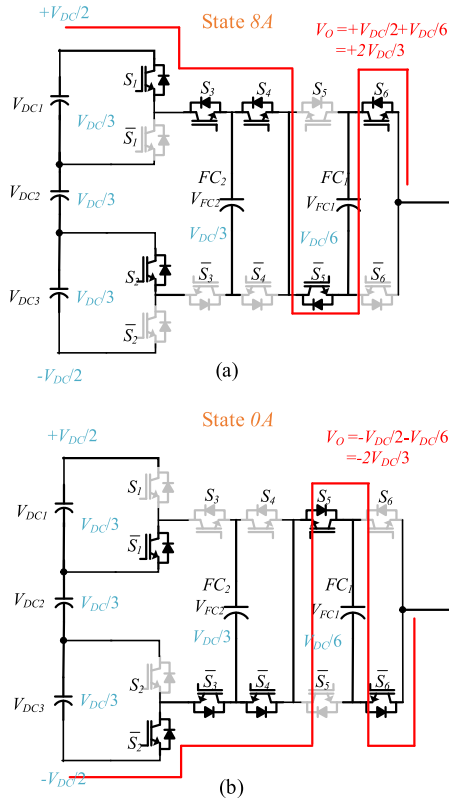 +V_DC/2
State 8A
V_O = +V_DC/2+V_DC/6
=+2V_DC/3
S_1
V_DC1
V_DC/3
S̅_1
S_3
S_4
S_5
S_6
V_DC2
V_DC/3
FC_2
V_FC2
V_DC/3
FC_1
V_FC1
V_DC/6
V_DC3
V_DC/3
S_2
S̅_2
S̅_3
S̅_4
S̅_5
S̅_6
-V_DC/2
(a)
State 0A
+V_DC/2
V_O =-V_DC/2-V_DC/6
=-2V_DC/3
S_1
V_DC1
V_DC/3
S̅_1
S_3
S_4
S_5
S_6
V_DC2
V_DC/3
FC_2
V_FC2
V_DC/3
FC_1
V_FC1
V_DC/6
V_DC3
V_DC/3
S_2
S̅_2
S̅_3
S̅_4
S̅_5
S̅_6
-V_DC/2
(b)